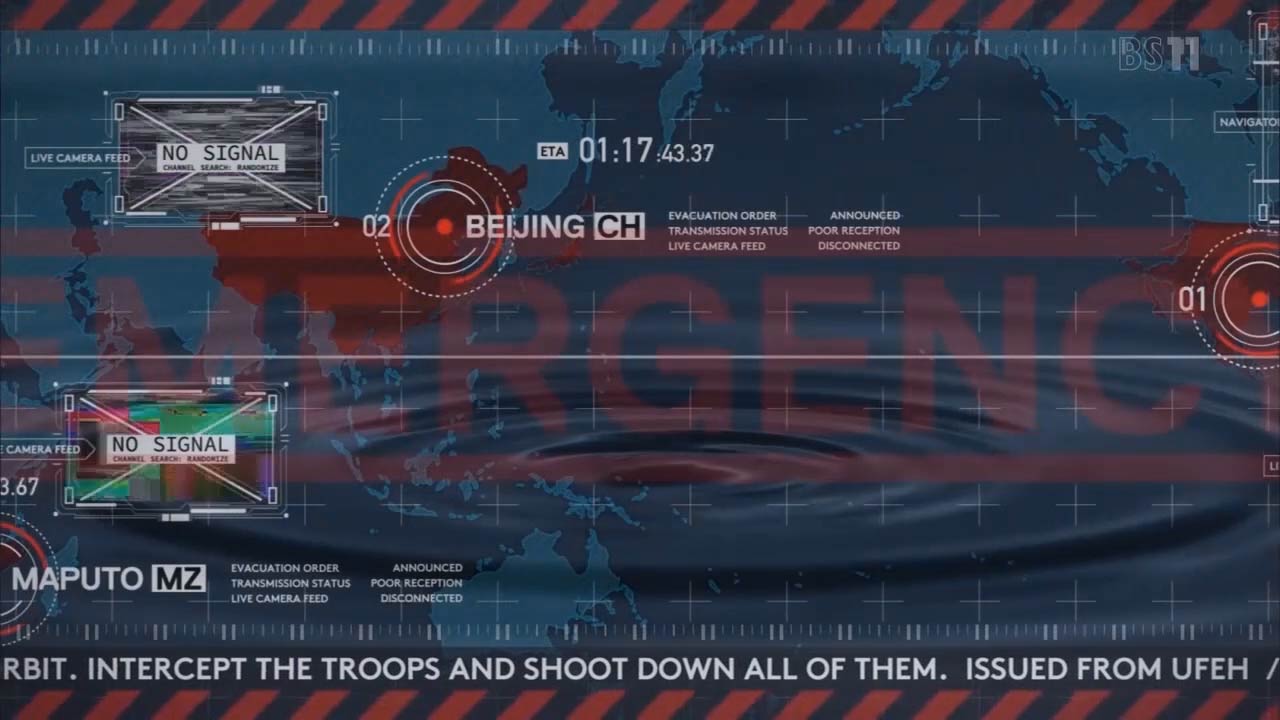 BS11
NAVIGATO
LIVE CAMERA FEED
NO SIGNAL
CHANNEL SEARCH: RANDOMIZE
ETA 01:17:43.37
02
BEIJING CH
EVACUATION ORDER ANNOUNCED
TRANSMISSION STATUS POOR RECEPTION
LIVE CAMERA FEED DISCONNECTED
EMERGENC
01
E CAMERA FEED
NO SIGNAL
CHANNEL SEARCH: RANDOMIZE
3.67
LI
MAPUTO MZ
EVACUATION ORDER ANNOUNCED
TRANSMISSION STATUS POOR RECEPTION
LIVE CAMERA FEED DISCONNECTED
RBIT. INTERCEPT THE TROOPS AND SHOOT DOWN ALL OF THEM. ISSUED FROM UFEH /